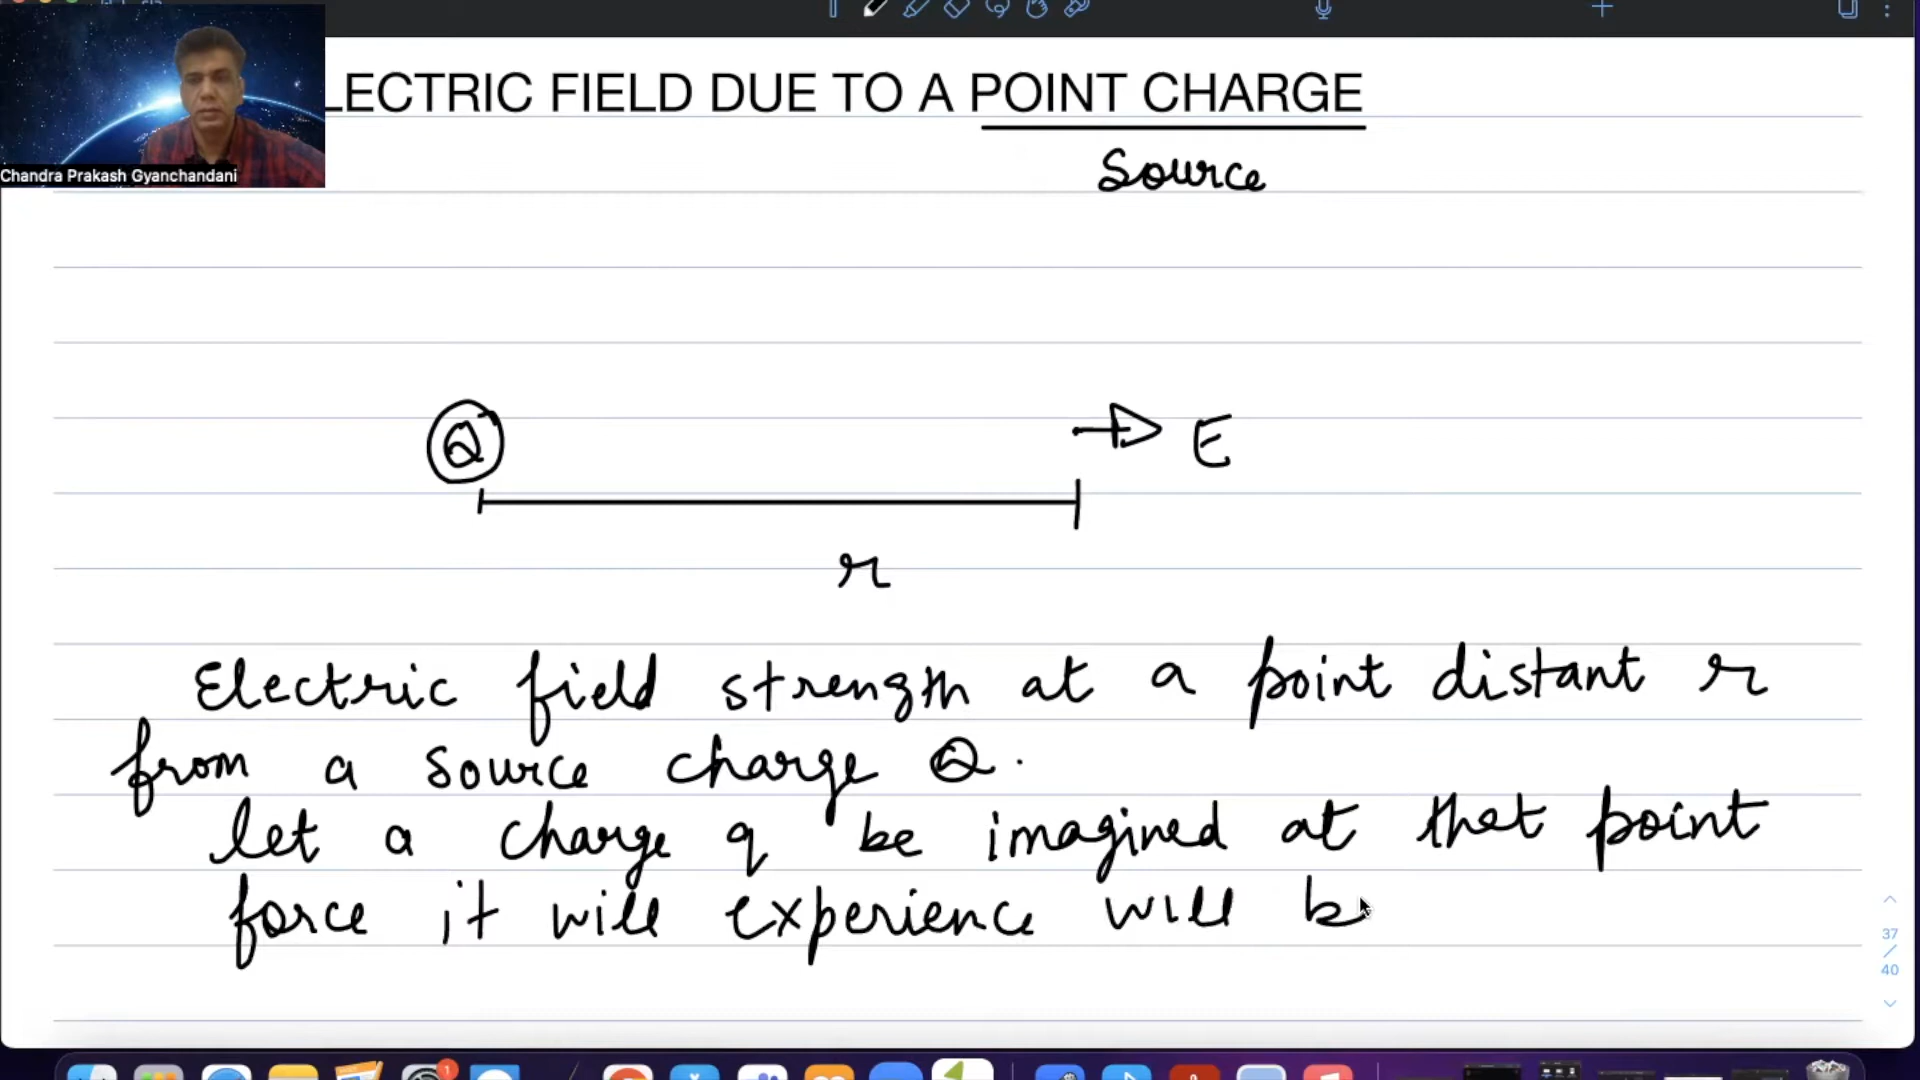 LECTRIC FIELD DUE TO A POINT CHARGE
Source
Chandra Prakash Gyanchandani
Q
E
r
Electric field strength at a point distant r
from a source charge Q.
let a charge q be imagined at that point
force it will experience will b
37
/
40
1